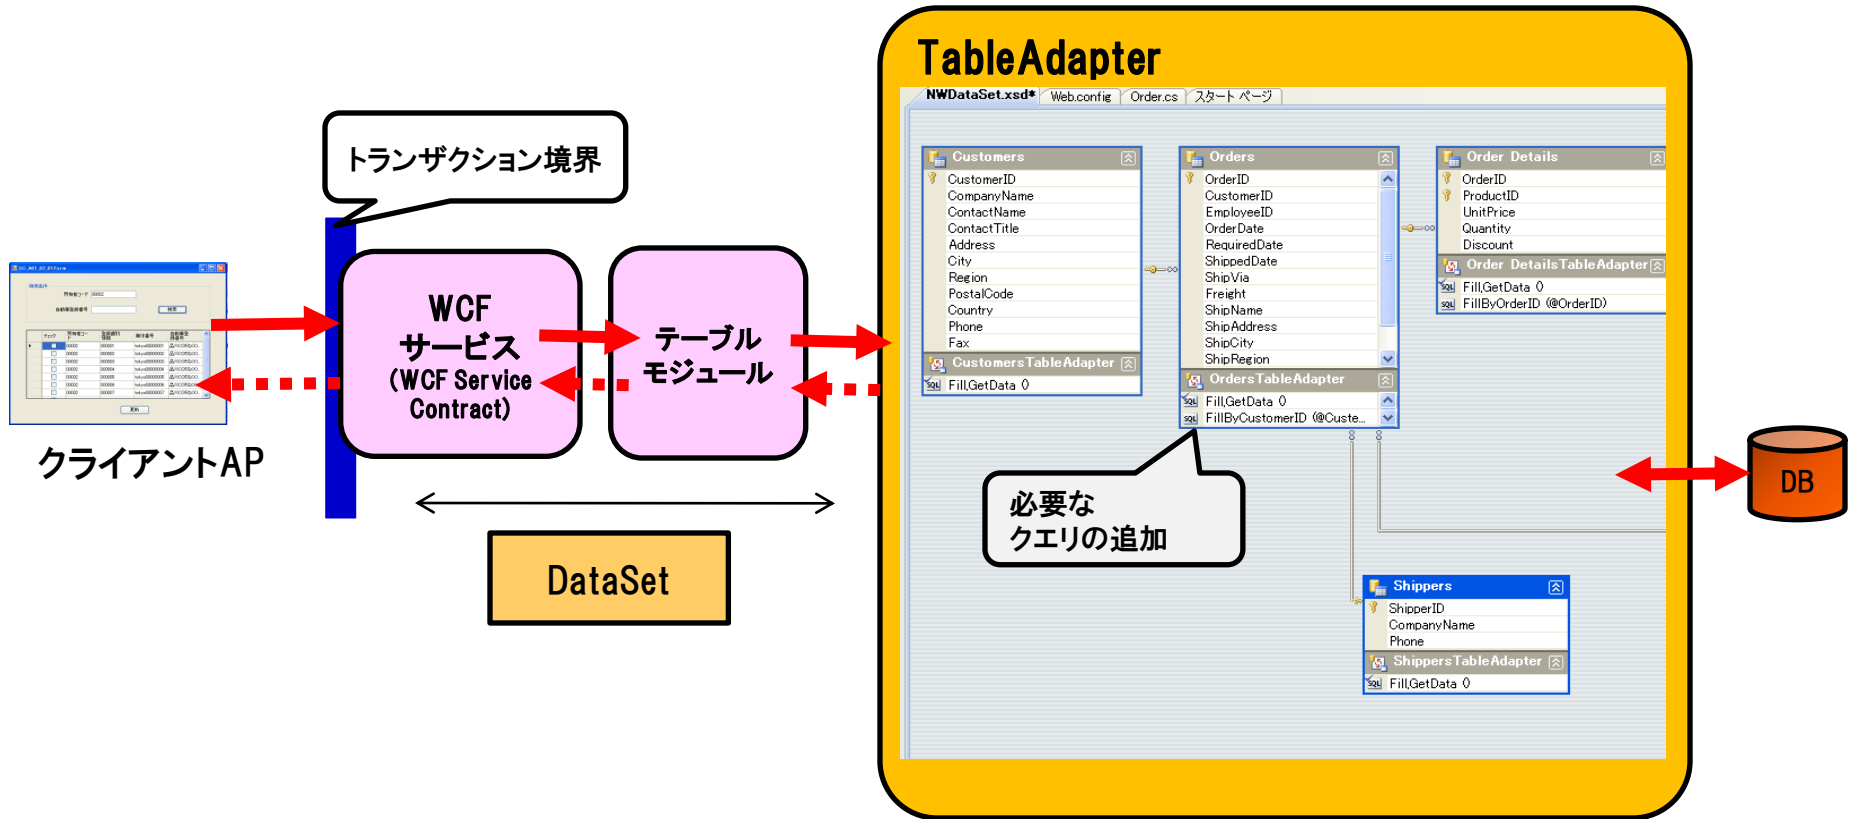 TableAdapter
NWDataSet.xsd* Web.config Order.cs スタート ページ
トランザクション境界
WCF
サービス
(WCF Service
Contract)
テーブル
モジュール
クライアントAP
DataSet
Customers
CustomerID
CompanyName
ContactName
ContactTitle
Address
City
Region
PostalCode
Country
Phone
Fax
CustomersTableAdapter
Fill,GetData ()
Orders
OrderID
CustomerID
EmployeeID
OrderDate
RequiredDate
ShippedDate
ShipVia
Freight
ShipName
ShipAddress
ShipCity
ShipRegion
OrdersTableAdapter
Fill,GetData ()
FillByCustomerID (@Custe...
Order Details
OrderID
ProductID
UnitPrice
Quantity
Discount
Order DetailsTableAdapter
Fill,GetData ()
FillByOrderID (@OrderID)
必要な
クエリの追加
Shippers
ShipperID
CompanyName
Phone
ShippersTableAdapter
Fill,GetData ()
DB